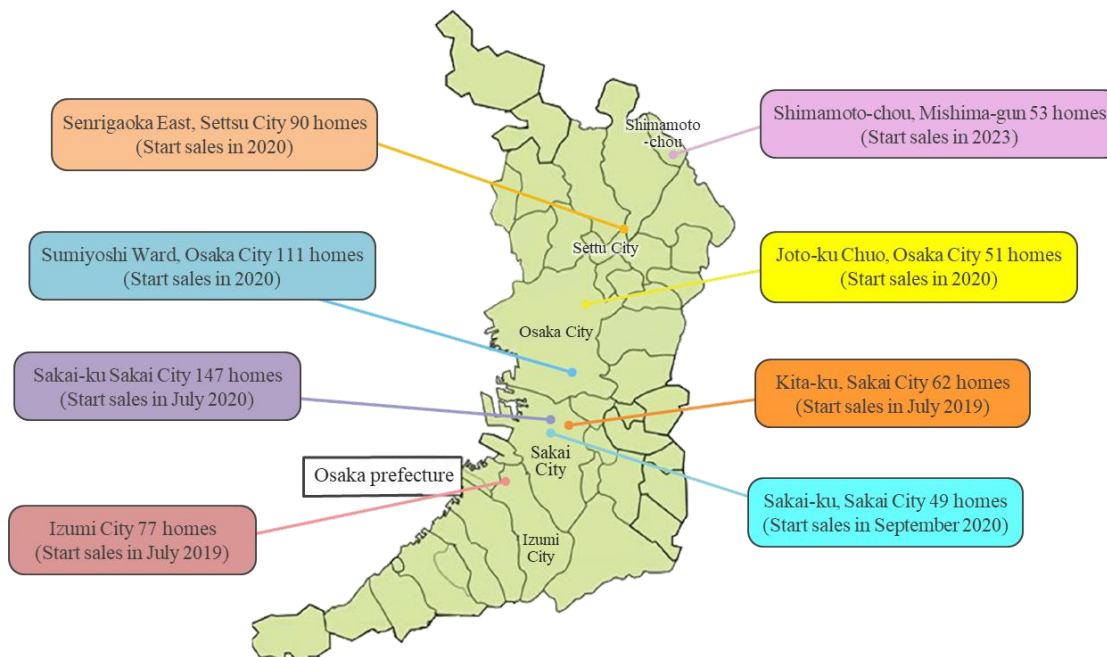 Senrigaoka East, Settsu City 90 homes
(Start sales in 2020)
Shimamoto
-chou
Shimamoto-chou, Mishima-gun 53 homes
(Start sales in 2023)
Settu City
Sumiyoshi Ward, Osaka City 111 homes
(Start sales in 2020)
Joto-ku Chuo, Osaka City 51 homes
(Start sales in 2020)
Osaka City
Sakai-ku Sakai City 147 homes
(Start sales in July 2020)
Kita-ku, Sakai City 62 homes
(Start sales in July 2019)
Sakai
City
Osaka prefecture
Sakai-ku, Sakai City 49 homes
(Start sales in September 2020)
Izumi City 77 homes
(Start sales in July 2019)
Izumi
City